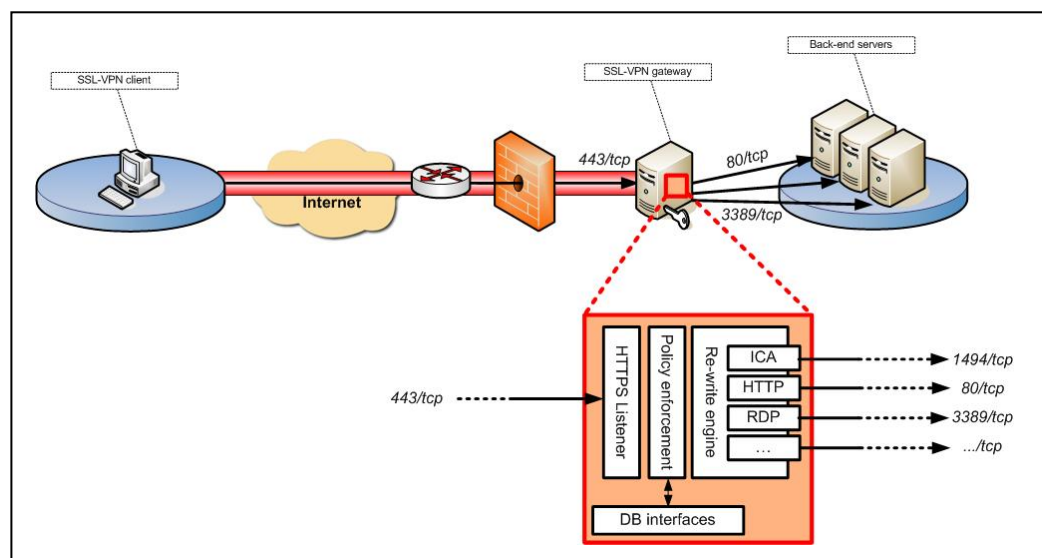 Back-end servers
SSL-VPN gateway
SSL-VPN client
443/tcp
80/tcp
Internet
3389/tcp
HTTPS Listener
Policy enforcement
Re-write engine
ICA
1494/tcp
HTTP
80/tcp
443/tcp
RDP
3389/tcp
...
.../tcp
DB interfaces